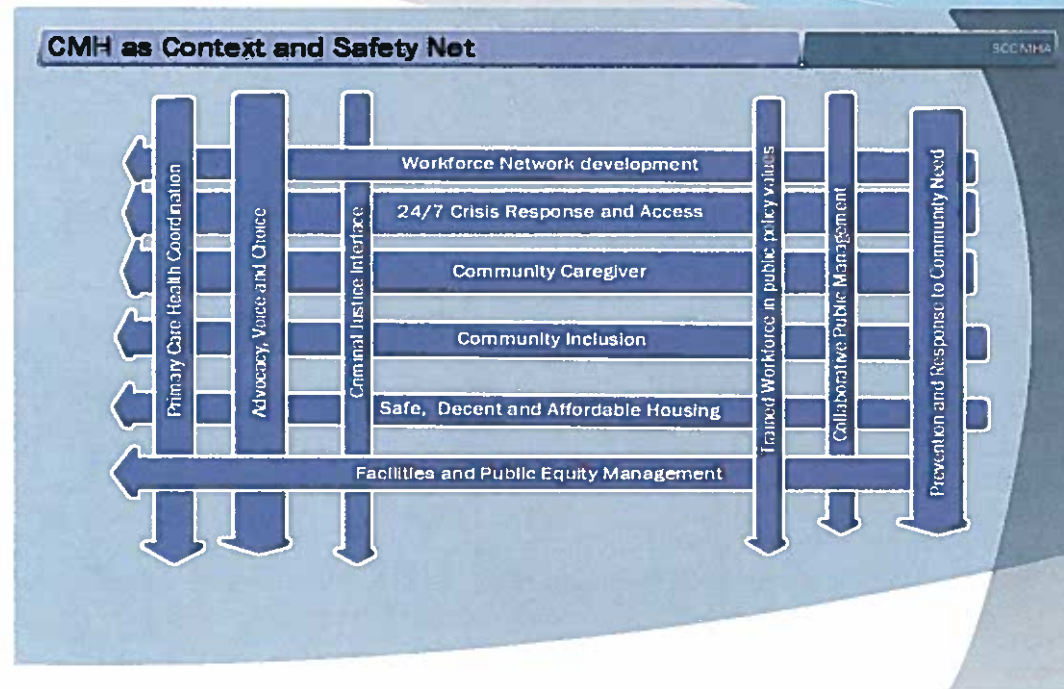 CMH as Context and Safety Net
SCCMHA
Primary Care Health Coordination
Advocacy, Voice and Choice
Criminal Justice Interface
Workforce Network development
24/7 Crisis Response and Access
Community Caregiver
Community Inclusion
Safe, Decent and Affordable Housing
Facilities and Public Equity Management
Trained Workforce in public policy values
Collaborative Public Management
Prevention and Response to Community Need